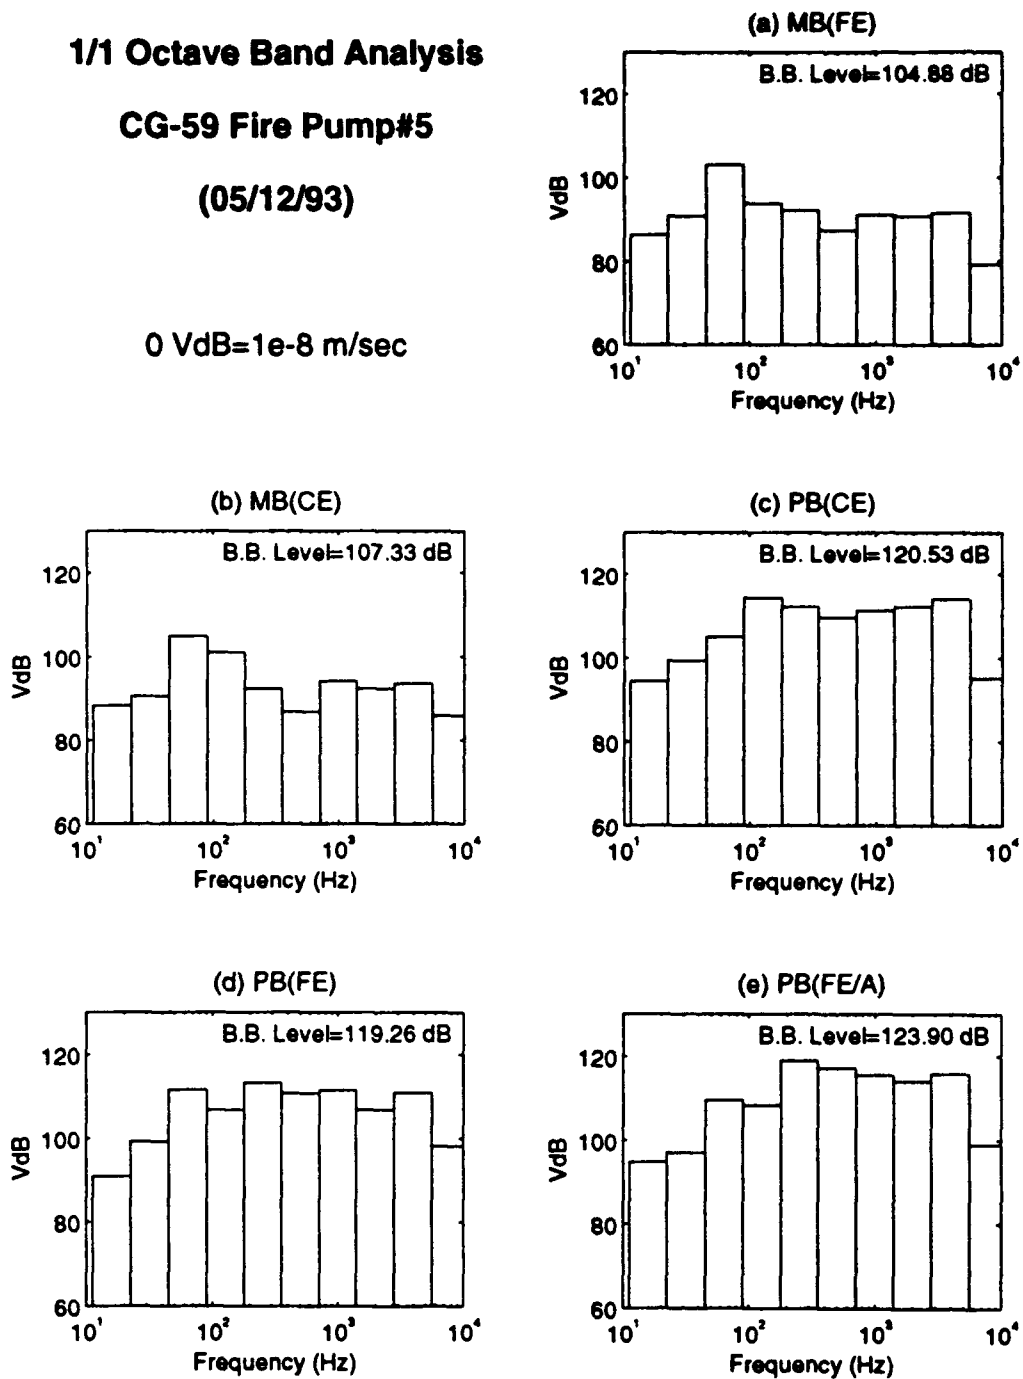 1/1 Octave Band Analysis
CG-59 Fire Pump#5
(05/12/93)
0 VdB=1e-8 m/sec
(a) MB(FE)
B.B. Level=104.88 dB
VdB
120
100
80
60
10¹ 10² 10³ 10⁴
Frequency (Hz)
(b) MB(CE)
B.B. Level=107.33 dB
VdB
120
100
80
60
10¹ 10² 10³ 10⁴
Frequency (Hz)
(c) PB(CE)
B.B. Level=120.53 dB
VdB
120
100
80
60
10¹ 10² 10³ 10⁴
Frequency (Hz)
(d) PB(FE)
B.B. Level=119.26 dB
VdB
120
100
80
60
10¹ 10² 10³ 10⁴
Frequency (Hz)
(e) PB(FE/A)
B.B. Level=123.90 dB
VdB
120
100
80
60
10¹ 10² 10³ 10⁴
Frequency (Hz)